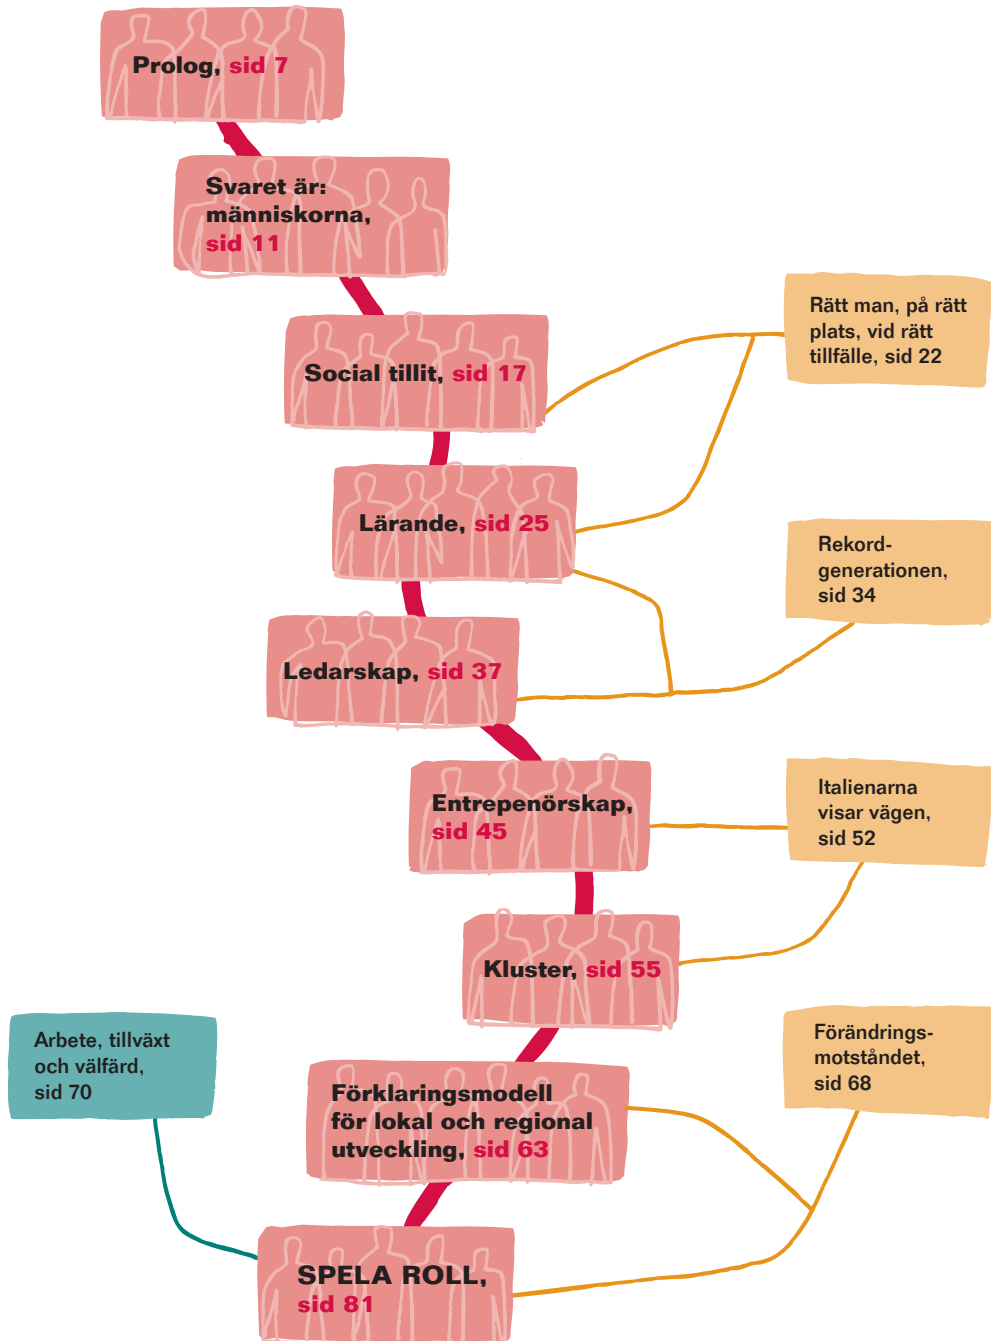 Prolog, sid 7
Svaret är:
människorna,
sid 11
Rätt man, på rätt
plats, vid rätt
tillfälle, sid 22
Social tillit, sid 17
Lärande, sid 25
Rekord-
generationen,
sid 34
Ledarskap, sid 37
Entrepenörskap,
sid 45
Italienarna
visar vägen,
sid 52
Kluster, sid 55
Arbete, tillväxt
och välfärd,
sid 70
Förändrings-
motståndet,
sid 68
Förklaringsmodell
för lokal och regional
utveckling, sid 63
SPELA ROLL,
sid 81